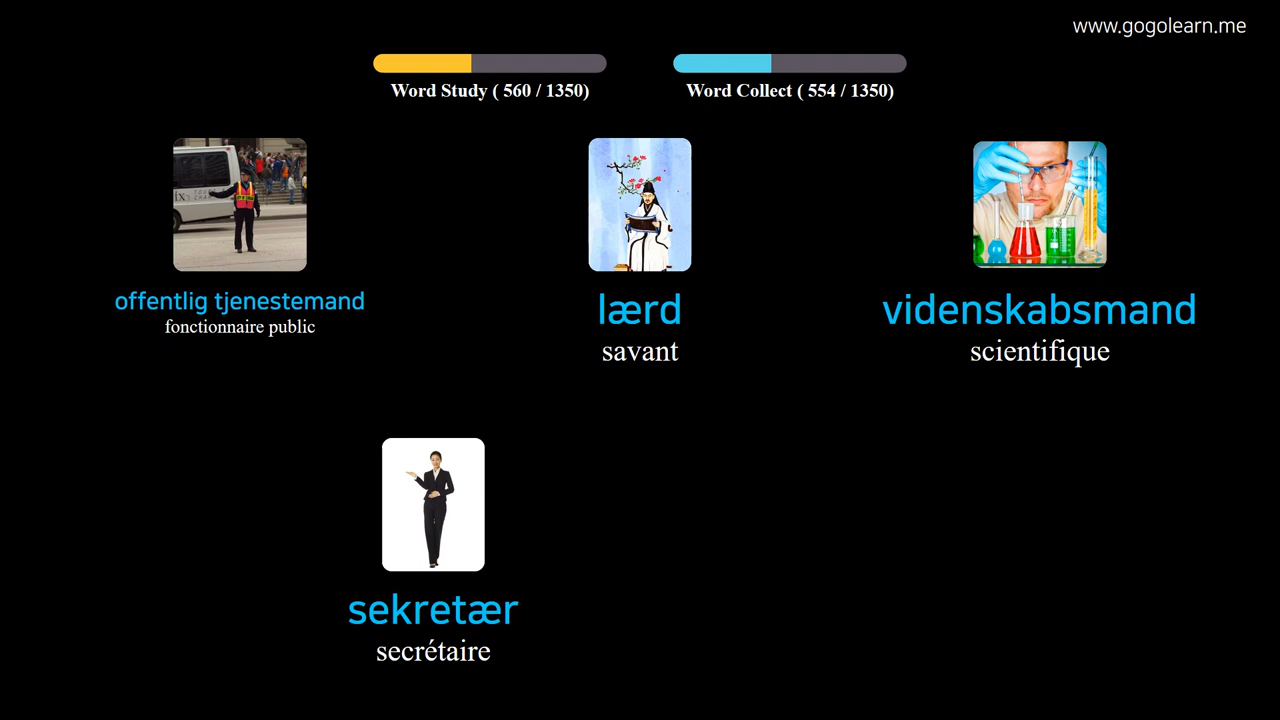 www.gogolearn.me
Word Study ( 560 / 1350)
Word Collect ( 554 / 1350)
offentlig tjenestemand
fonctionnaire public
lærd
savant
videnskabsmand
scientifique
sekretær
secrétaire